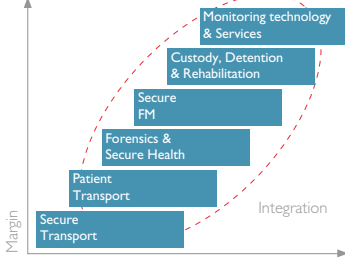 Monitoring technology
& Services
Custody, Detention
& Rehabilitation
Secure
FM
Forensics &
Secure Health
Patient
Transport
Secure
Transport
Integration
Margin